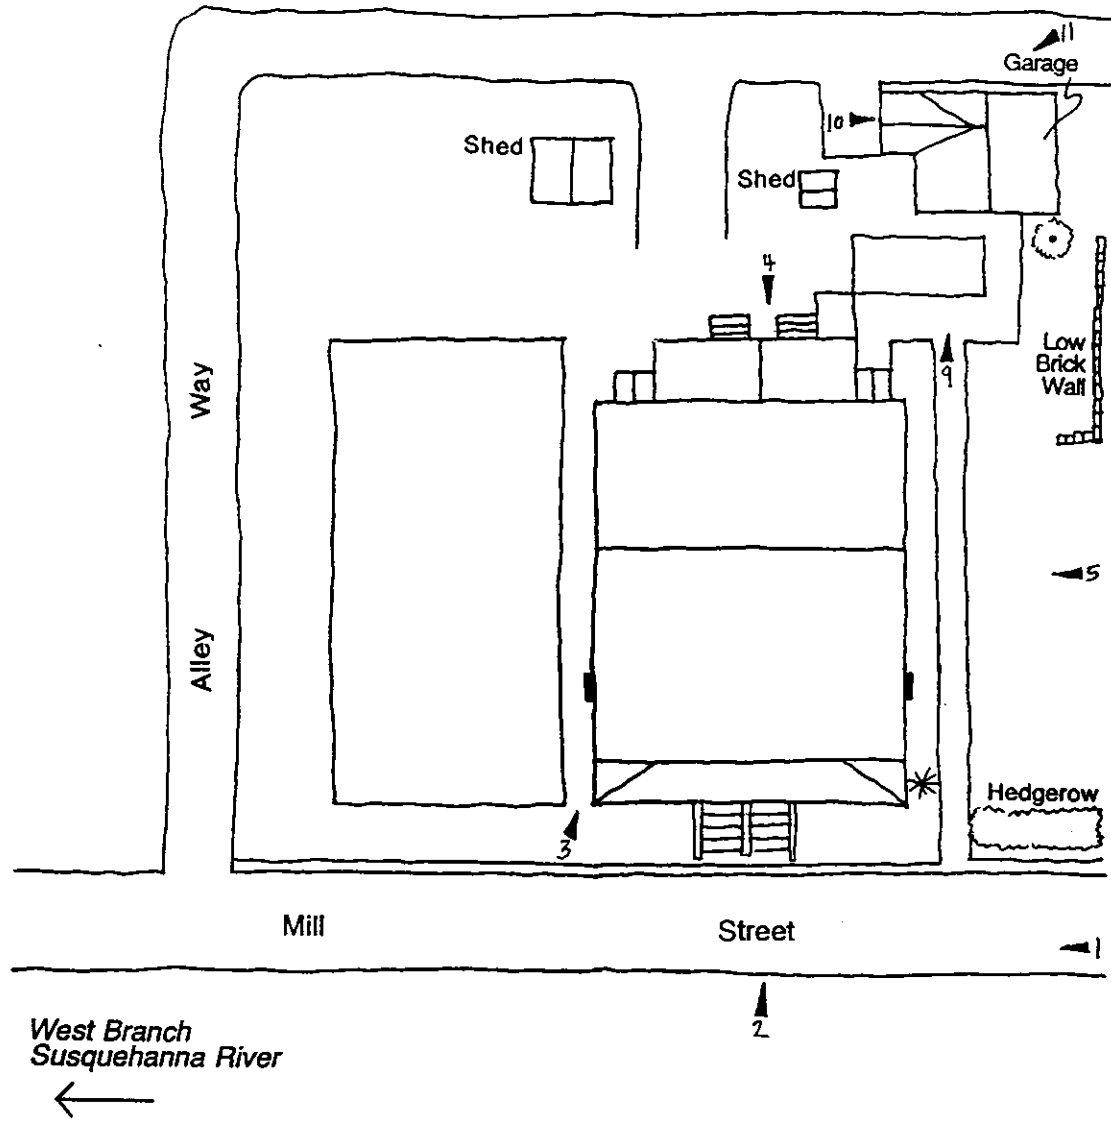 11
Garage
10
Shed
Shed
4
Low
Brick
Wall
9
Way
5
Alley
Hedgerow
3
Mill Street
1
2
West Branch
Susquehanna River